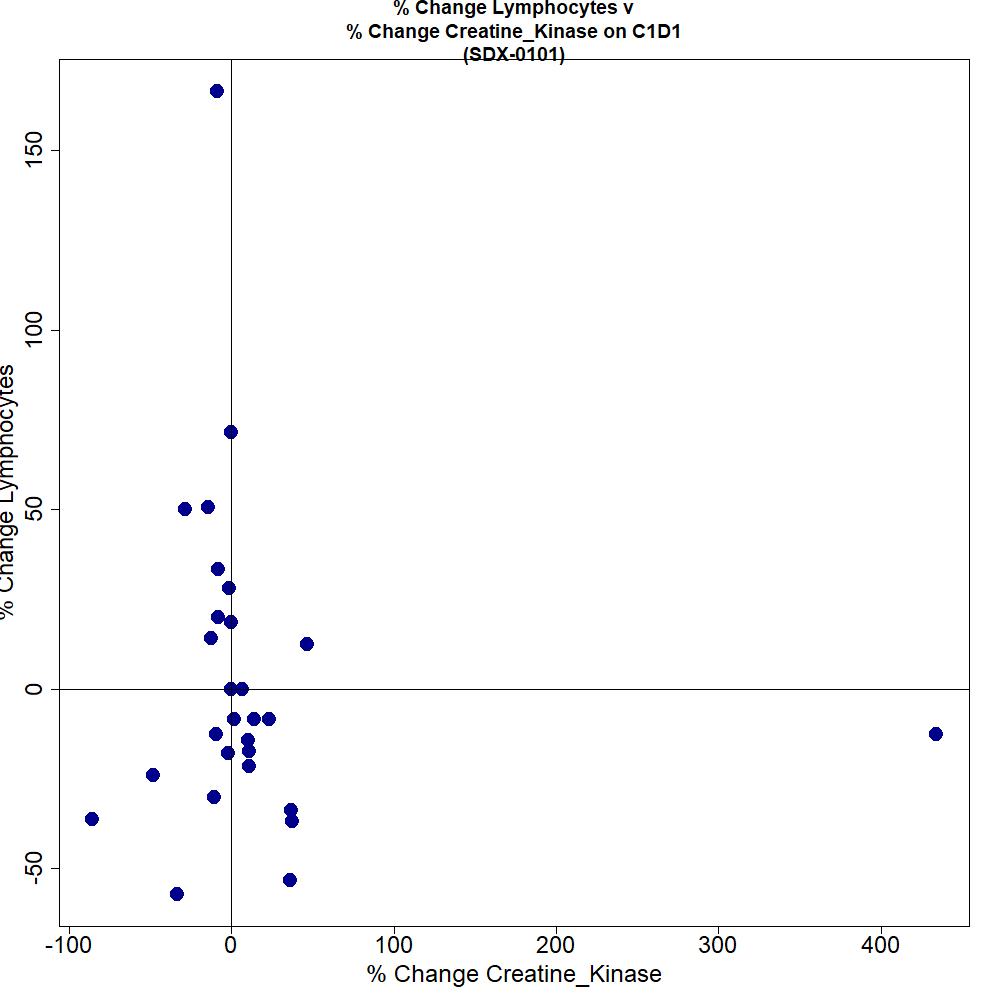 % Change Lymphocytes v
% Change Creatine_Kinase on C1D1
(SDX-0101)
% Change Lymphocytes
150
100
50
0
-50
-100 0 100 200 300 400
% Change Creatine_Kinase